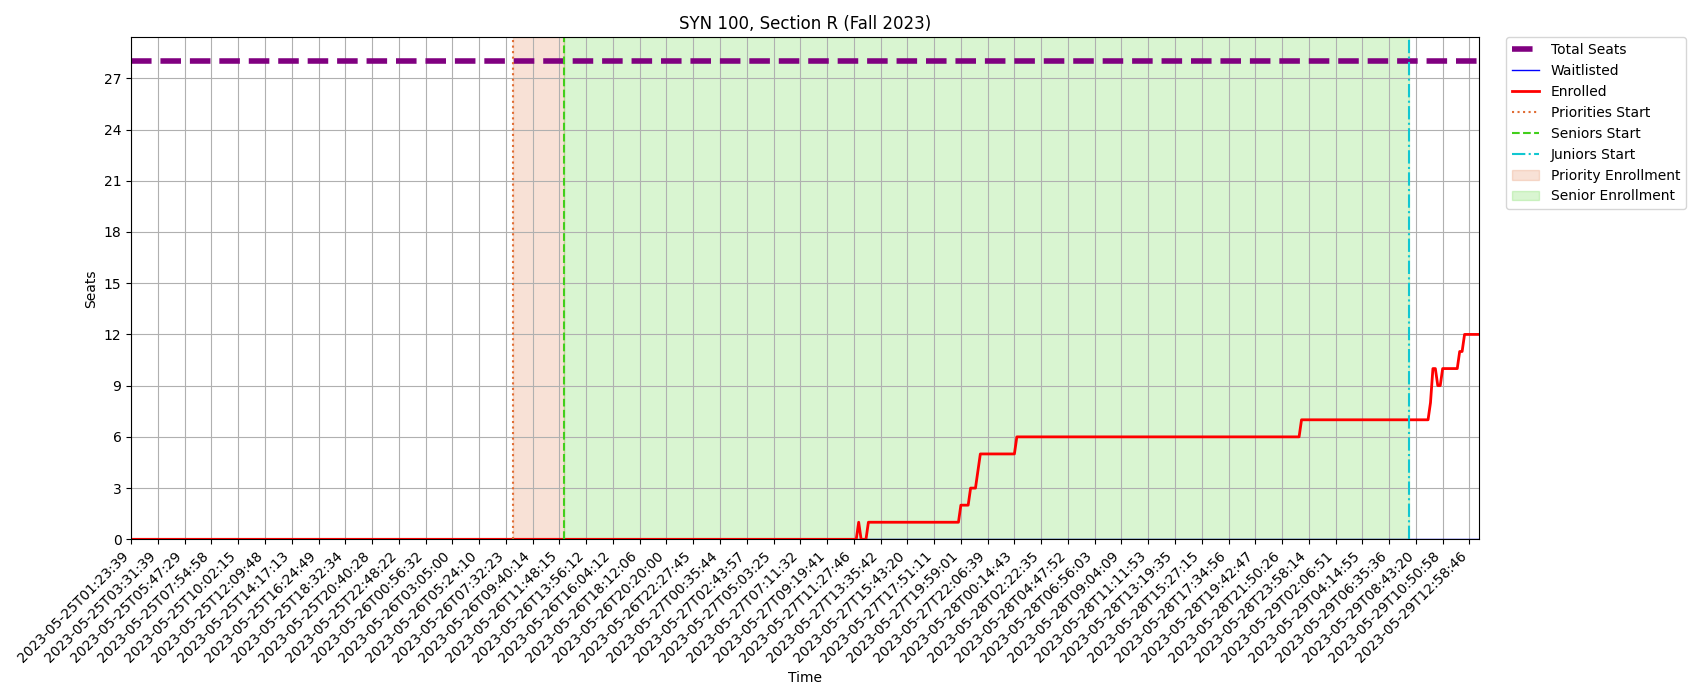 SYN 100, Section R (Fall 2023)
Total Seats
Waitlisted
Enrolled
Priorities Start
Seniors Start
Juniors Start
Priority Enrollment
Senior Enrollment
Seats
27
24
21
18
15
12
9
6
3
0
2023-05-25T01:23:39
2023-05-25T03:31:39
2023-05-25T05:47:29
2023-05-25T07:54:58
2023-05-25T10:02:15
2023-05-25T12:09:48
2023-05-25T14:17:13
2023-05-25T16:24:49
2023-05-25T18:32:34
2023-05-25T20:40:28
2023-05-25T22:48:22
2023-05-26T00:56:32
2023-05-26T03:05:00
2023-05-26T05:24:10
2023-05-26T07:32:23
2023-05-26T09:40:14
2023-05-26T11:48:15
2023-05-26T13:56:12
2023-05-26T16:04:12
2023-05-26T18:12:06
2023-05-26T20:20:00
2023-05-26T22:27:45
2023-05-27T00:35:44
2023-05-27T02:43:57
2023-05-27T05:03:25
2023-05-27T07:11:32
2023-05-27T09:19:41
2023-05-27T11:27:46
2023-05-27T13:35:42
2023-05-27T15:43:20
2023-05-27T17:51:11
2023-05-27T19:59:01
2023-05-27T22:06:39
2023-05-28T00:14:43
2023-05-28T02:22:35
2023-05-28T04:47:52
2023-05-28T06:56:03
2023-05-28T09:04:09
2023-05-28T11:11:53
2023-05-28T13:19:35
2023-05-28T15:27:15
2023-05-28T17:34:56
2023-05-28T19:42:47
2023-05-28T21:50:26
2023-05-28T23:58:14
2023-05-29T02:06:51
2023-05-29T04:14:55
2023-05-29T06:35:36
2023-05-29T08:43:20
2023-05-29T10:50:58
2023-05-29T12:58:46
Time